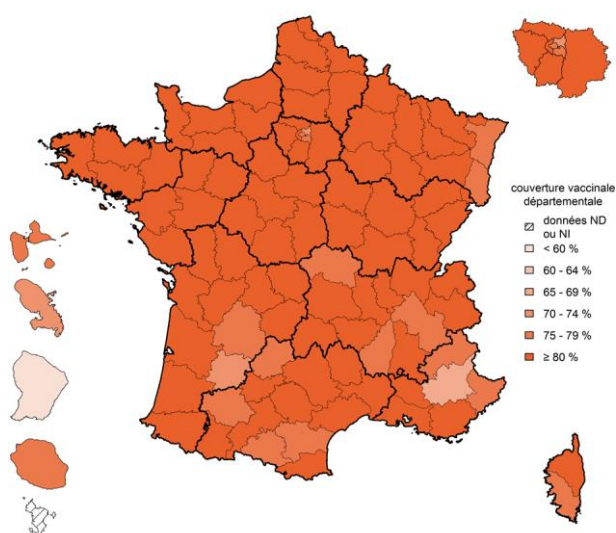 couverture vaccinale
départementale
données ND
ou NI
< 60 %
60 - 64 %
65 - 69 %
70 - 74 %
75 - 79 %
≥ 80 %